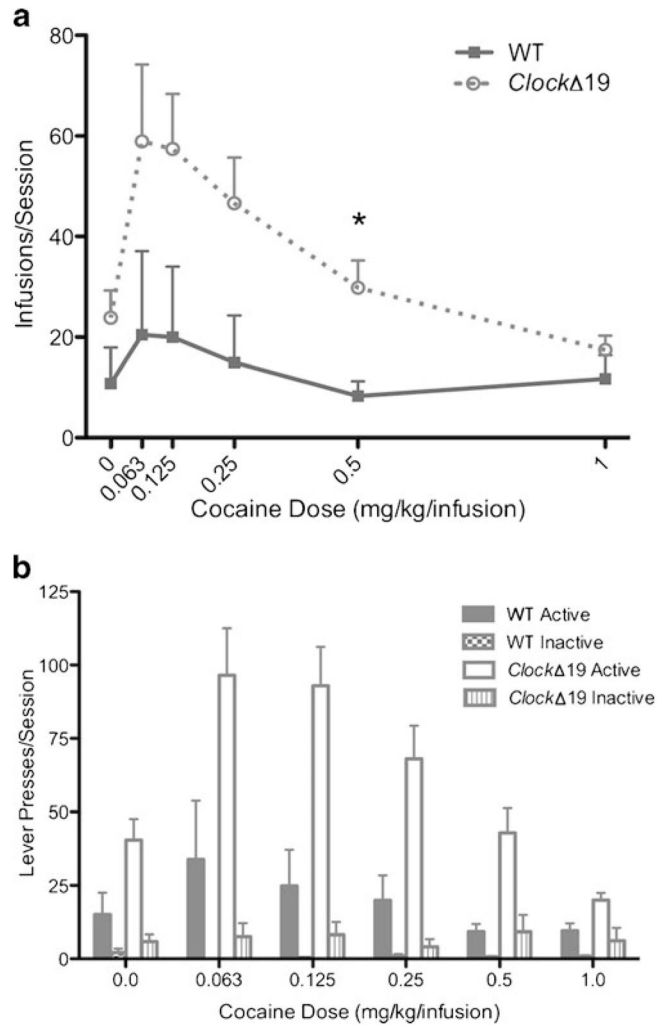 a
80
60
40
20
0
Infusions/Session
WT
ClockΔ19
*
0
0.063
0.125
0.25
0.5
1
Cocaine Dose (mg/kg/infusion)
b
125
100
75
50
25
0
Lever Presses/Session
WT Active
WT Inactive
ClockΔ19 Active
ClockΔ19 Inactive
0.0 0.063 0.125 0.25 0.5 1.0
Cocaine Dose (mg/kg/infusion)